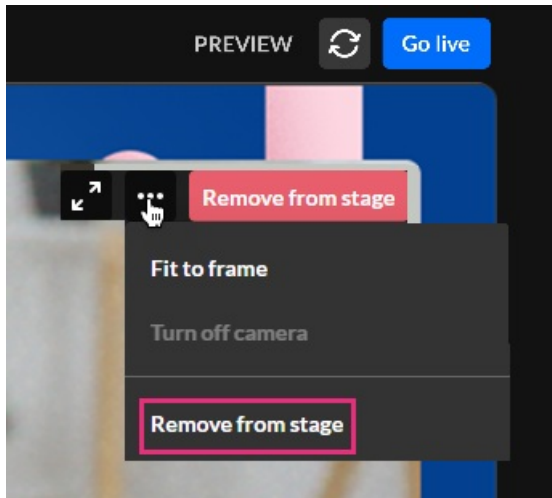 PREVIEW Go live
Remove from stage
Fit to frame
Turn off camera
Remove from stage